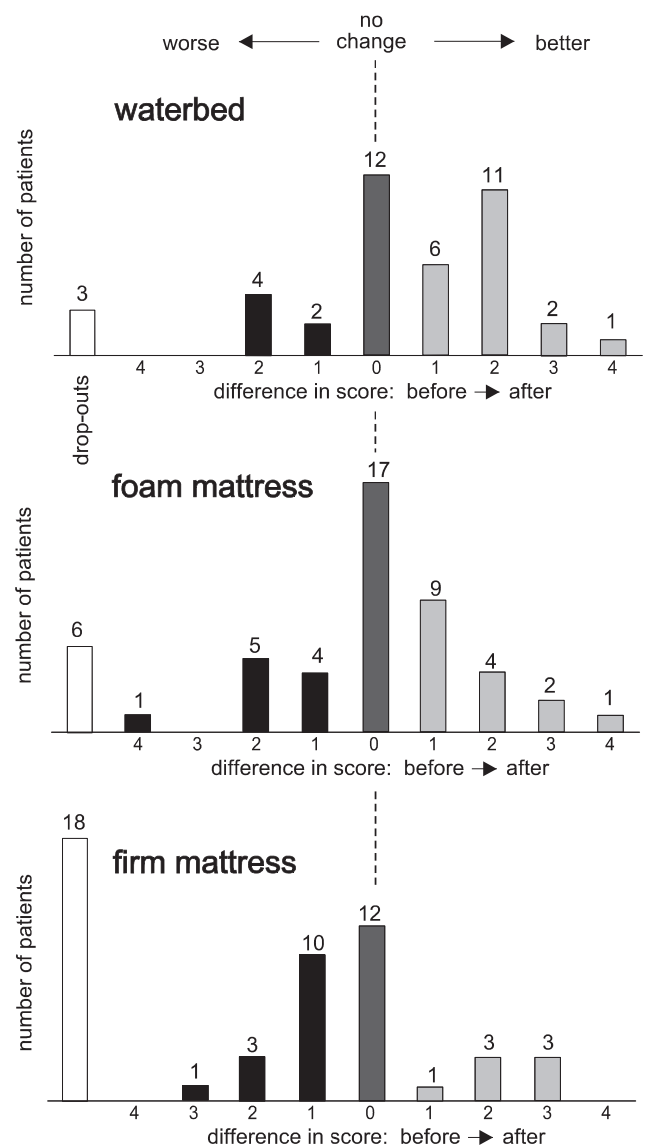 no
worse change better
waterbed
number of patients
3 4 2 12 6 11 2 1
4 3 2 1 0 1 2 3 4
difference in score: before → after
drop-outs
foam mattress
number of patients
6 1 5 4 17 9 4 2 1
4 3 2 1 0 1 2 3 4
difference in score: before → after
firm mattress
number of patients
18 1 3 10 12 1 3 3
4 3 2 1 0 1 2 3 4
difference in score: before → after